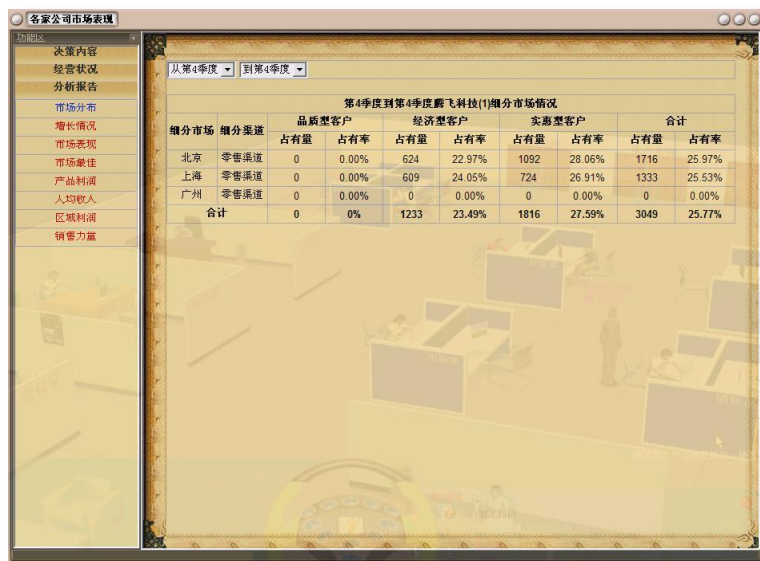 各家公司市场表现
功能区
决策内容
经营状况
分析报告
市场分布
增长情况
市场表现
市场最佳
产品利润
人均收入
区域利润
销售力量
从第4季度 到第4季度
第4季度到第4季度腾飞科技(1)细分市场情况
细分市场 细分渠道 品质型客户 经济型客户 实惠型客户 合计
占有量 占有率 占有量 占有率 占有量 占有率 占有量 占有率
北京 零售渠道 0 0.00% 624 22.97% 1092 28.06% 1716 25.97%
上海 零售渠道 0 0.00% 609 24.05% 724 26.91% 1333 25.53%
广州 零售渠道 0 0.00% 0 0.00% 0 0.00% 0 0.00%
合计 0 0% 1233 23.49% 1816 27.59% 3049 25.77%